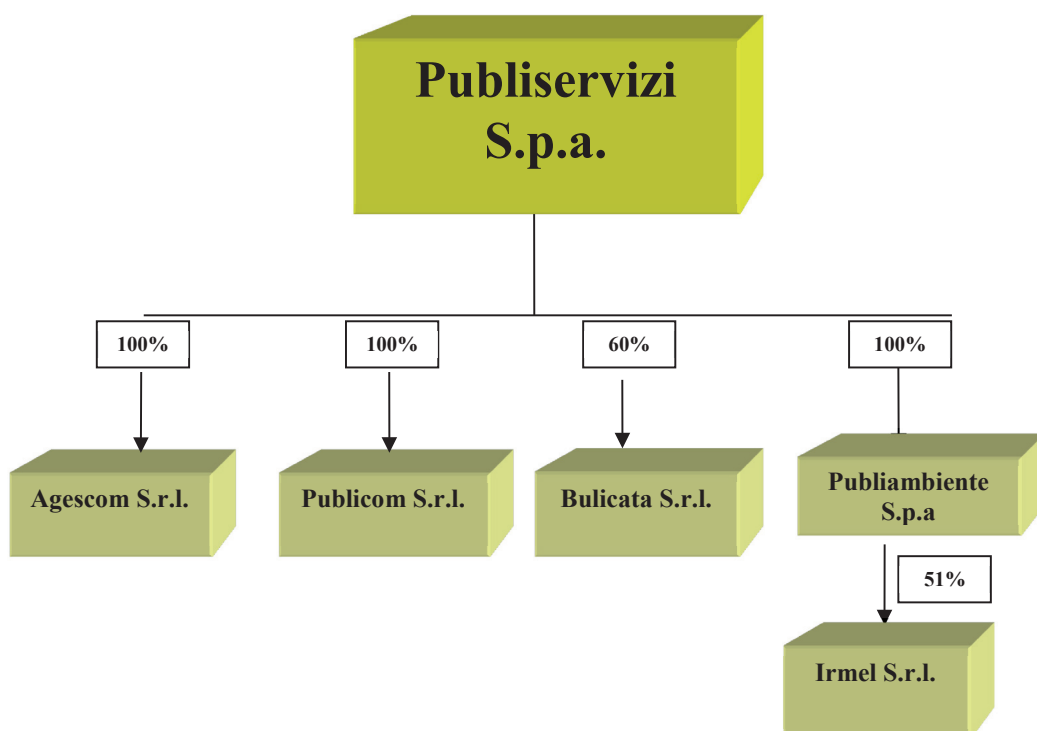 Publiservizi
S.p.a.
100%
100%
60%
100%
Agescom S.r.l.
Publicom S.r.l.
Bulicata S.r.l.
Publiambiente
S.p.a
51%
Irmel S.r.l.